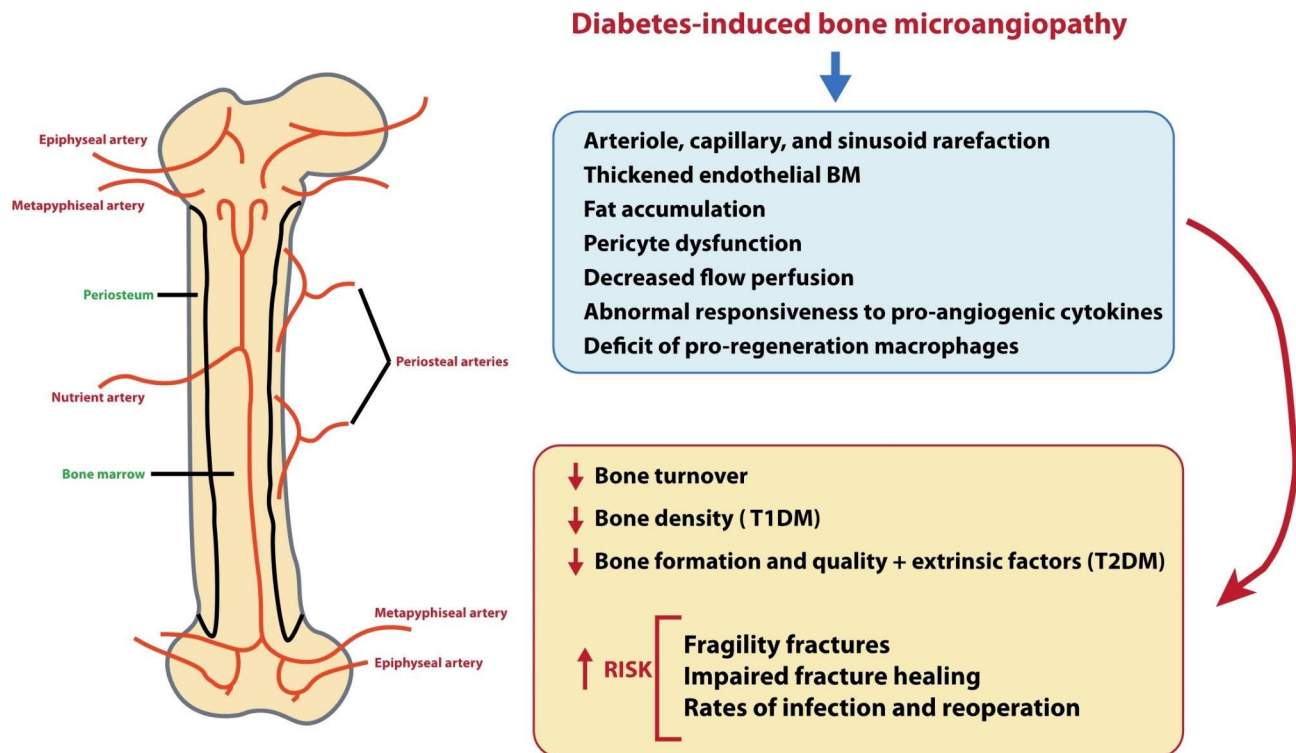 Diabetes-induced bone microangiopathy
Epiphyseal artery
Metapyphiseal artery
Periosteum
Periosteal arteries
Nutrient artery
Bone marrow
Metapyphiseal artery
Epiphyseal artery
Arteriole, capillary, and sinusoid rarefaction
Thickened endothelial BM
Fat accumulation
Pericyte dysfunction
Decreased flow perfusion
Abnormal responsiveness to pro-angiogenic cytokines
Deficit of pro-regeneration macrophages
↓ Bone turnover
↓ Bone density ( T1DM)
↓ Bone formation and quality + extrinsic factors (T2DM)
↑ RISK
Fragility fractures
Impaired fracture healing
Rates of infection and reoperation